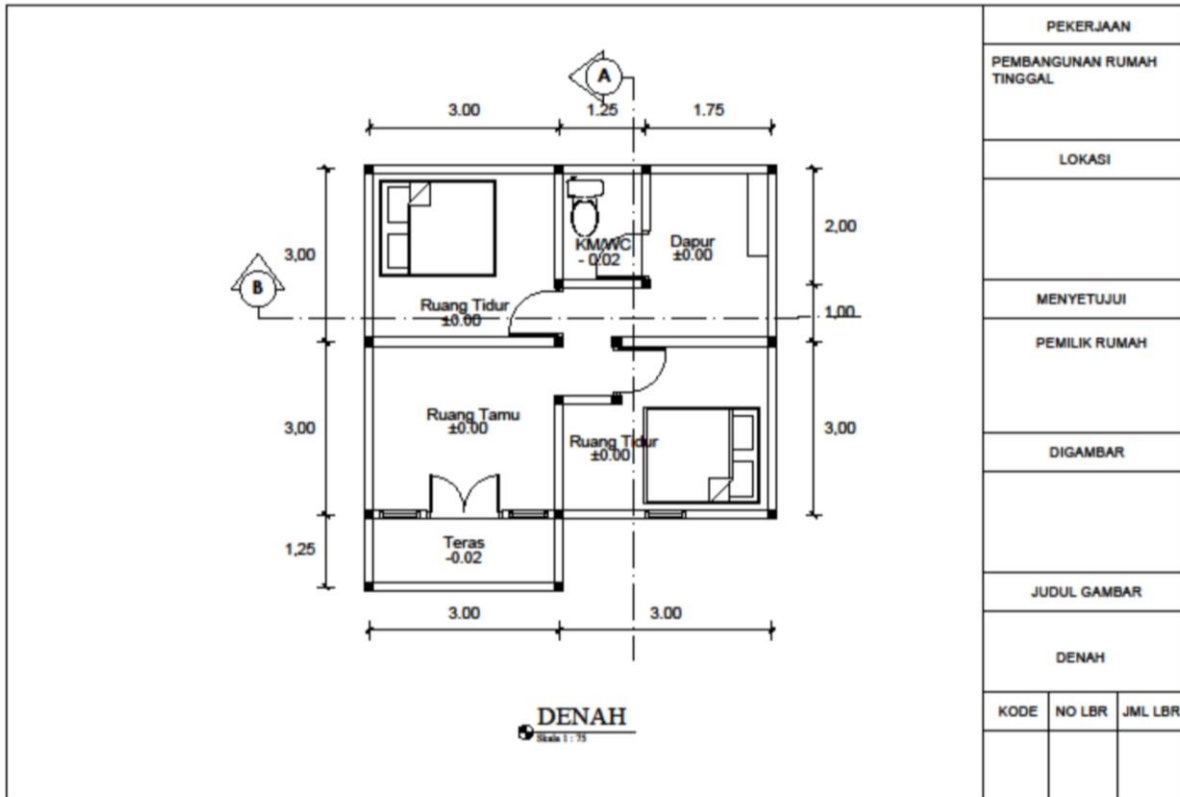 A
3.00
1.25
1.75
3,00
KM/WC
- 0.02
Dapur
±0.00
2,00
B
Ruang Tidur
±0.00
1,00
3,00
Ruang Tamu
±0.00
Ruang Tidur
±0.00
3,00
1,25
Teras
-0.02
3.00
3.00
DENAH
Skala 1 : 75
PEKERJAAN
PEMBANGUNAN RUMAH
TINGGAL
LOKASI
MENYETUJUI
PEMILIK RUMAH
DIGAMBAR
JUDUL GAMBAR
DENAH
KODE
NO LBR
JML LBR